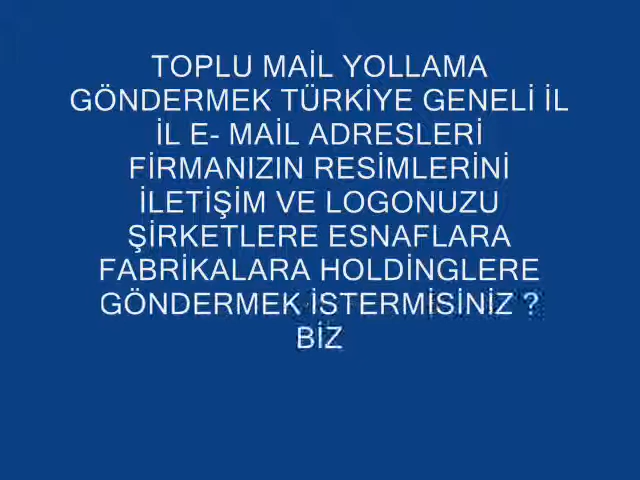 TOPLU MAİL YOLLAMA
GÖNDERMEK TÜRKİYE GENELİ İL
İL E- MAİL ADRESLERİ
FİRMANIZIN RESİMLERİNİ
İLETİŞİM VE LOGONUZU
ŞİRKETLERE ESNAFLARA
FABRİKALARA HOLDİNGLERE
GÖNDERMEK İSTERMİSİNİZ ?
BİZ